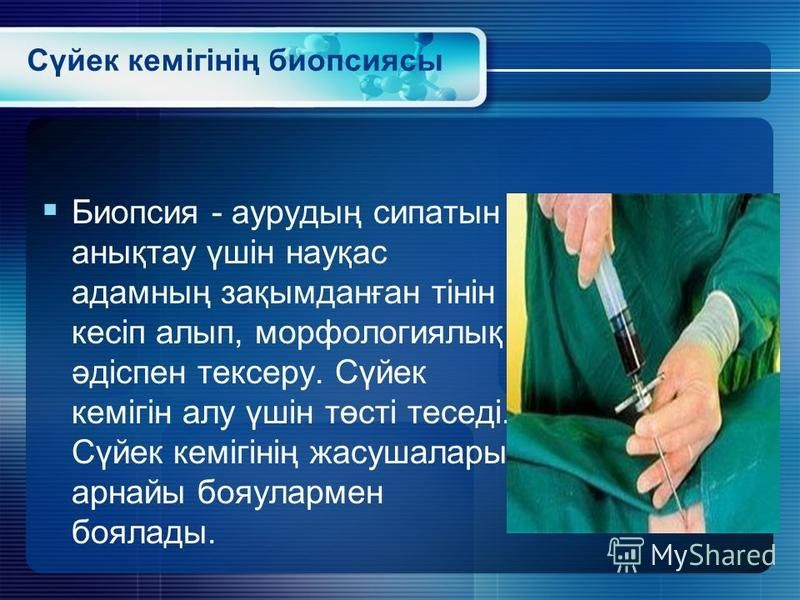 Сүйек кемігінің биопсиясы
Биопсия - аурудың сипатын
анықтау үшін науқас
адамның зақымданған тінін
кесіп алып, морфологиялық
әдіспен тексеру. Сүйек
кемігін алу үшін төсті теседі.
Сүйек кемігінің жасушалары
арнайы бояулармен
боялады.
MyShared